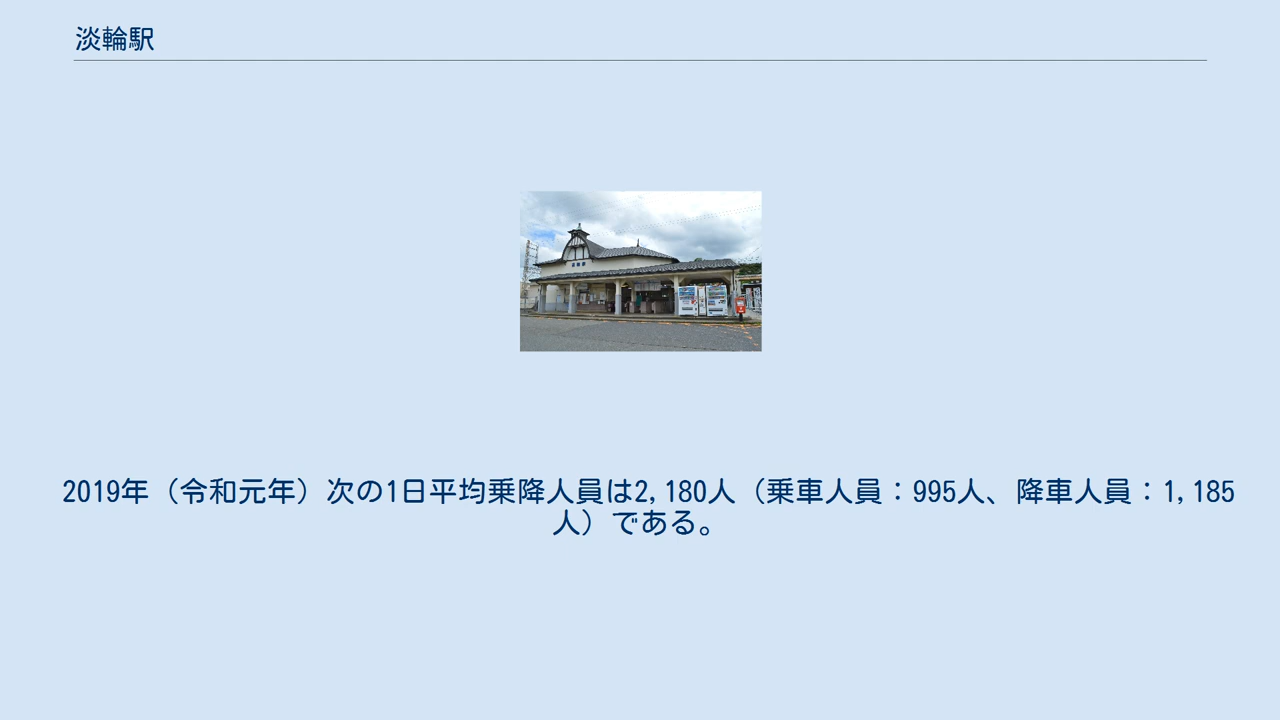 淡輪駅
2019年（令和元年）次の1日平均乗降人員は2,180人（乗車人員：995人、降車人員：1,185
人）である。